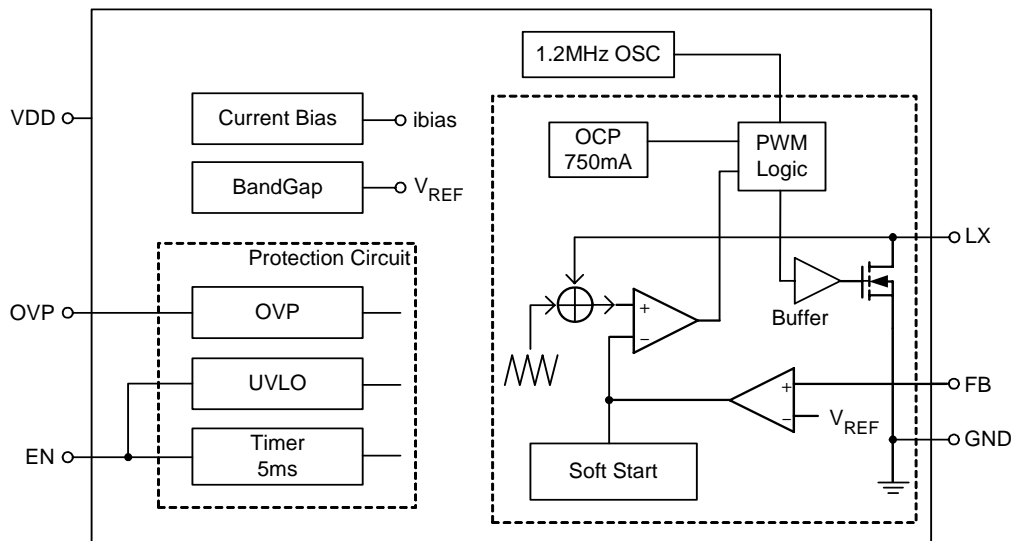 1.2MHz OSC
VDD
Current Bias
ibias
OCP
750mA
PWM
Logic
BandGap
VREF
LX
Protection Circuit
OVP
OVP
+
−
Buffer
UVLO
+
−
VREF
FB
GND
EN
Timer
5ms
Soft Start